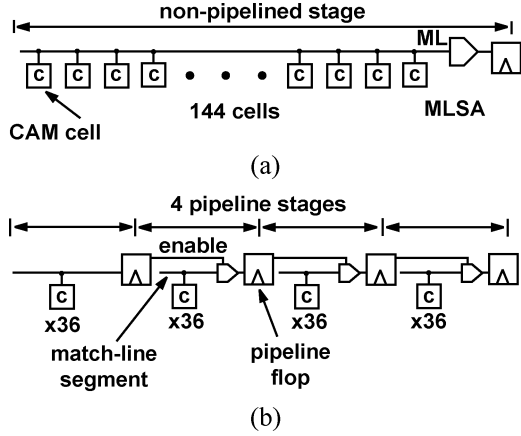 non-pipelined stage
ML
C C C C C C C C
CAM cell
144 cells
MLSA
(a)
4 pipeline stages
enable
C C C C
x36 x36 x36 x36
match-line
segment
pipeline
flop
(b)